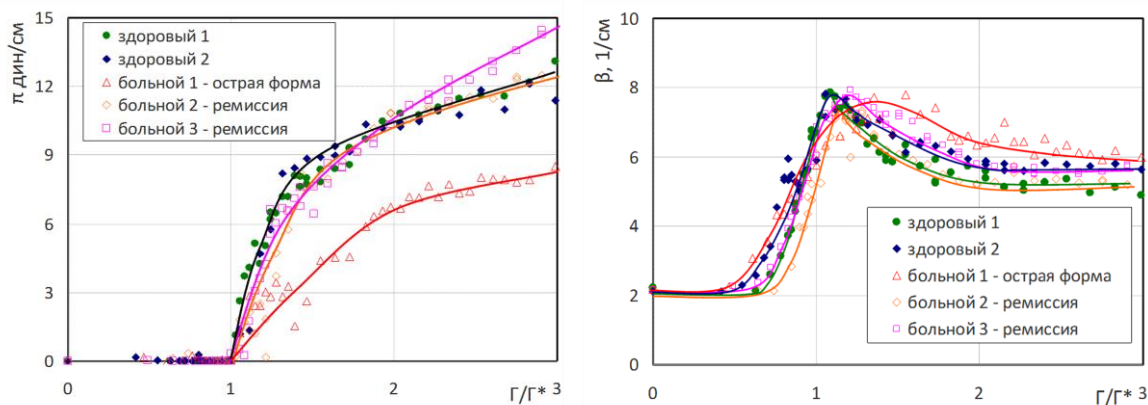 π дин/см
15
12
9
6
3
0
здоровый 1
здоровый 2
больной 1 - острая форма
больной 2 - ремиссия
больной 3 - ремиссия
0
1
2
3
Г/Г*
β, 1/см
10
8
6
4
2
0
здоровый 1
здоровый 2
больной 1 - острая форма
больной 2 - ремиссия
больной 3 - ремиссия
0
1
2
3
Г/Г*